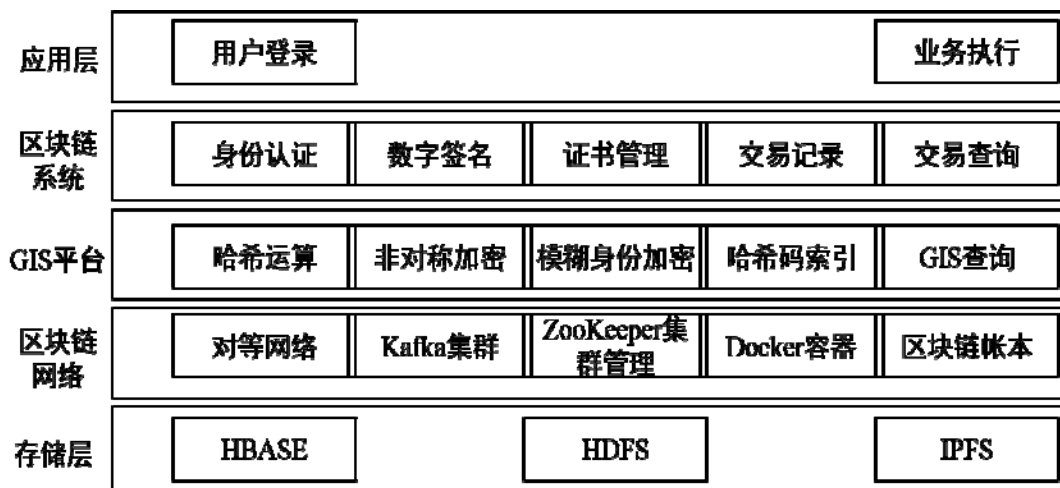 应用层
用户登录
业务执行
区块链
系统
身份认证
数字签名
证书管理
交易记录
交易查询
GIS平台
哈希运算
非对称加密
模糊身份加密
哈希码索引
GIS查询
区块链
网络
对等网络
Kafka集群
ZooKeeper集
群管理
Docker容器
区块链帐本
存储层
HBASE
HDFS
IPFS